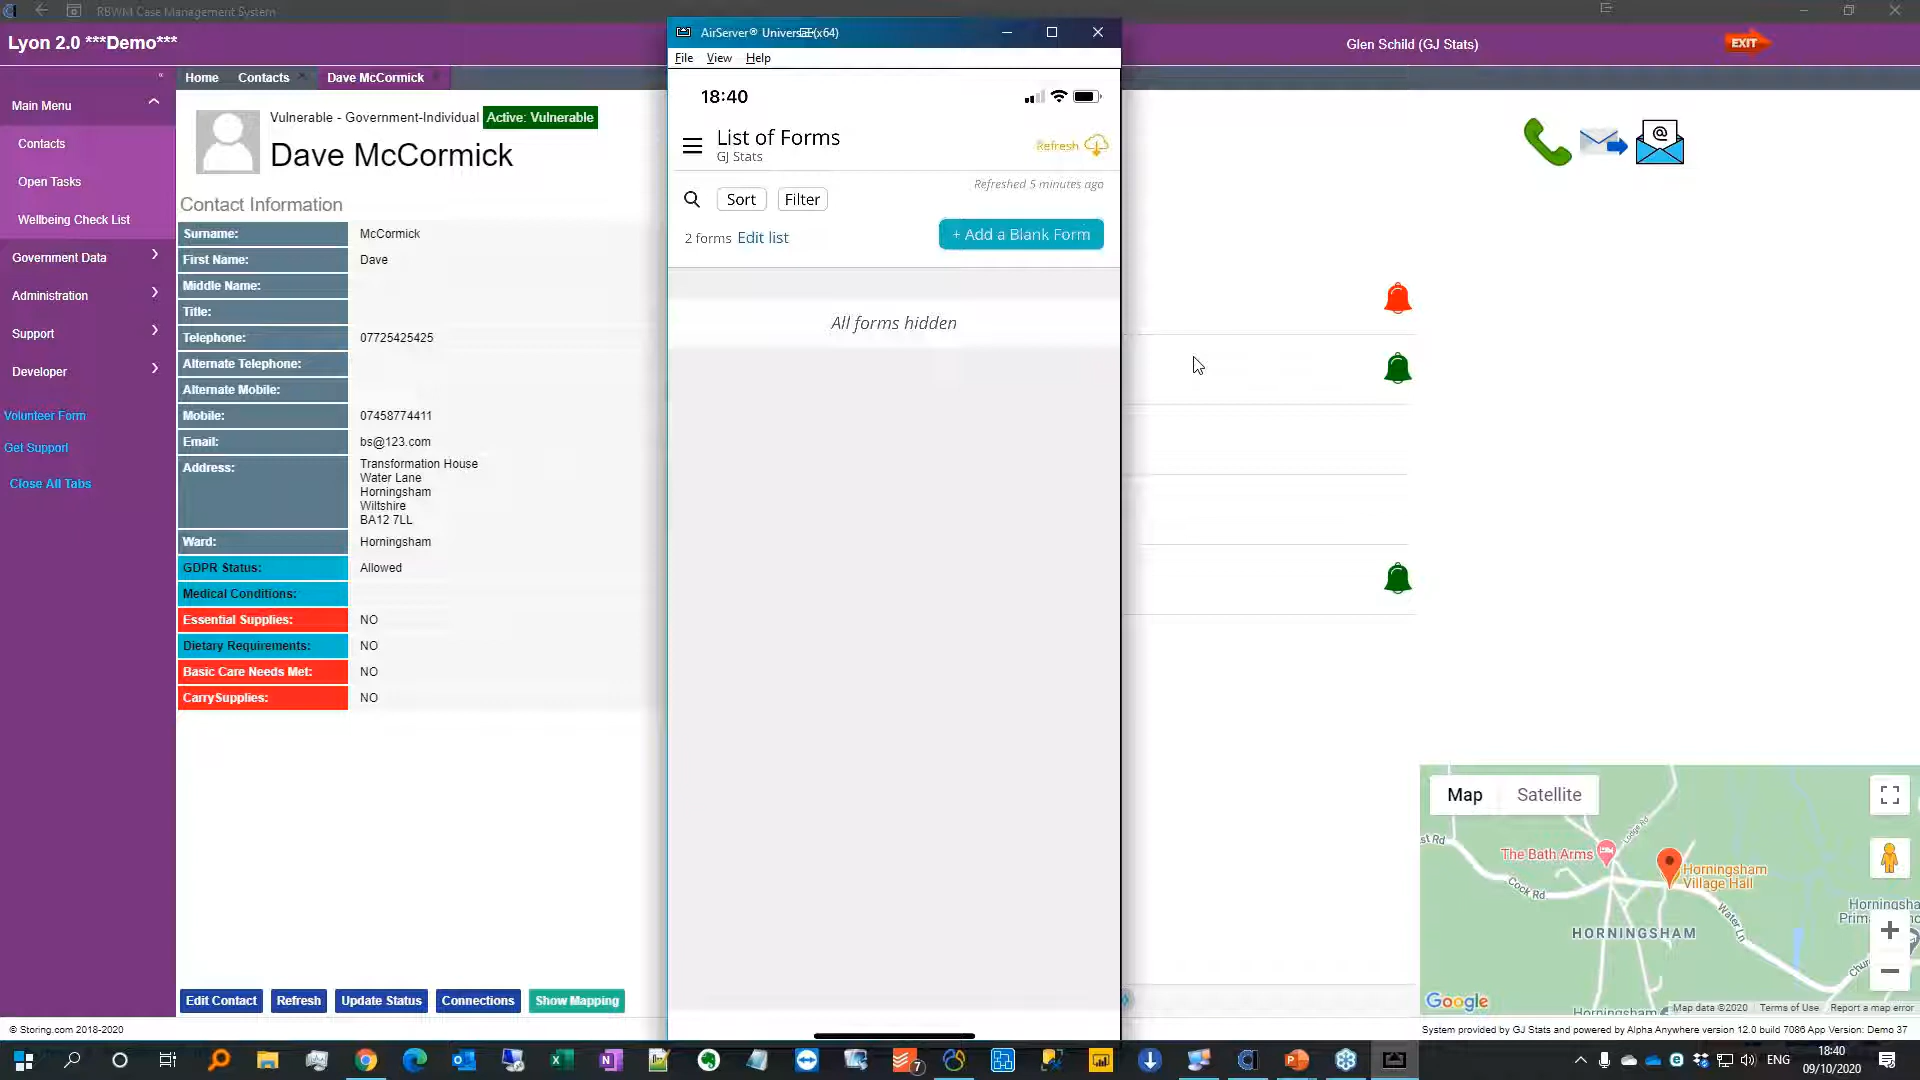 RBWM Case Management System
Lyon 2.0 ***Demo***
Glen Schild (GJ Stats)
EXIT
Main Menu
Contacts
Open Tasks
Wellbeing Check List
Government Data
Administration
Support
Developer
Volunteer Form
Get Support
Close All Tabs
Home Contacts Dave McCormick
Vulnerable - Government-Individual Active: Vulnerable
Dave McCormick
Contact Information
Surname: McCormick
First Name: Dave
Middle Name:
Title:
Telephone: 07725425425
Alternate Telephone:
Alternate Mobile:
Mobile: 07458774411
Email: bs@123.com
Address: Transformation House
Water Lane
Horningsham
Wiltshire
BA12 7LL
Ward: Horningsham
GDPR Status: Allowed
Medical Conditions:
Essential Supplies: NO
Dietary Requirements: NO
Basic Care Needs Met: NO
CarrySupplies: NO
Edit Contact Refresh Update Status Connections Show Mapping
AirServer® Universal (x64)
File View Help
18:40
List of Forms
GJ Stats
Refresh
Refreshed 5 minutes ago
Sort Filter
2 forms Edit list
+ Add a Blank Form
All forms hidden
@
Map Satellite
Lodge Rd
st Rd
The Bath Arms
Horningsham
Village Hall
Cock Rd
Water Ln
HORNINGSHAM
Horningsha
Prim
Chur
Horningsham
Google
Map data ©2020 Terms of Use Report a map error
© Storing.com 2018-2020
System provided by GJ Stats and powered by Alpha Anywhere version 12.0 build 7086 App Version: Demo 37
7
ENG
18:40
09/10/2020